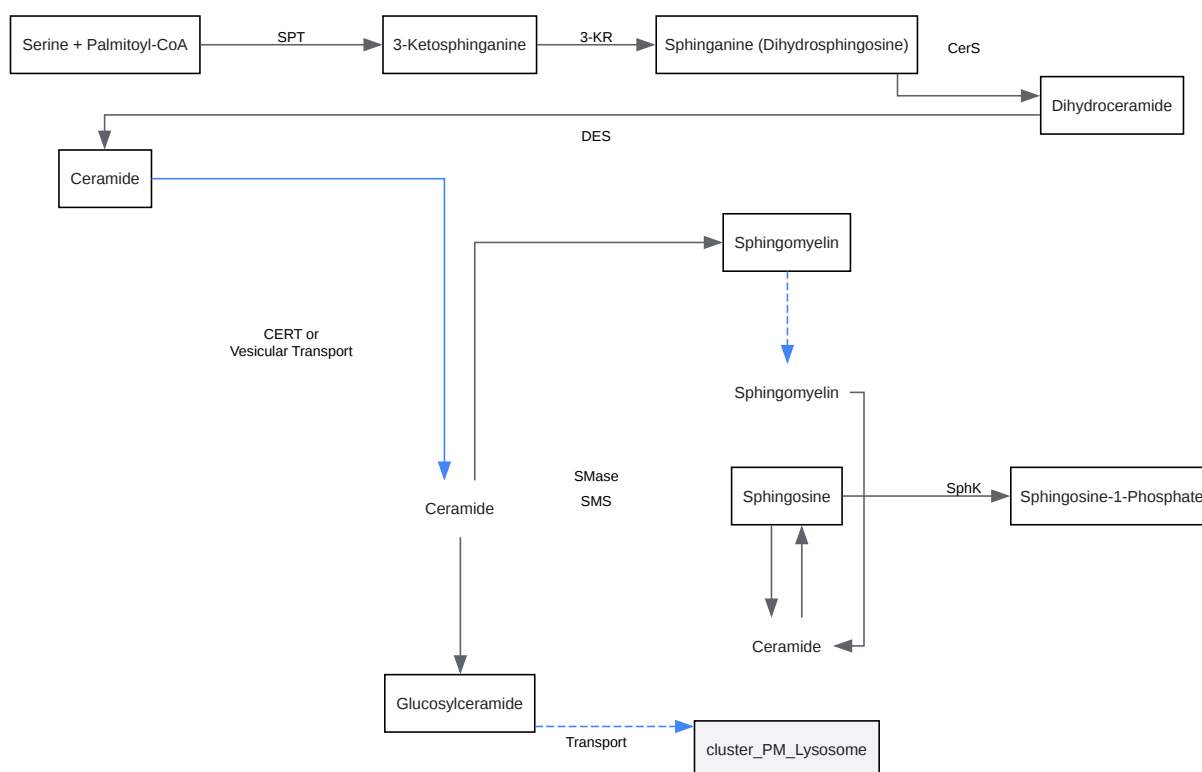 Serine + Palmitoyl-CoA
SPT
3-Ketosphinganine
3-KR
Sphinganine (Dihydrosphingosine)
CerS
Dihydroceramide
DES
Ceramide
Sphingomyelin
CERT or
Vesicular Transport
Sphingomyelin
SMase
SMS
Ceramide
Sphingosine
SphK
Sphingosine-1-Phosphate
Ceramide
Glucosylceramide
Transport
cluster_PM_Lysosome